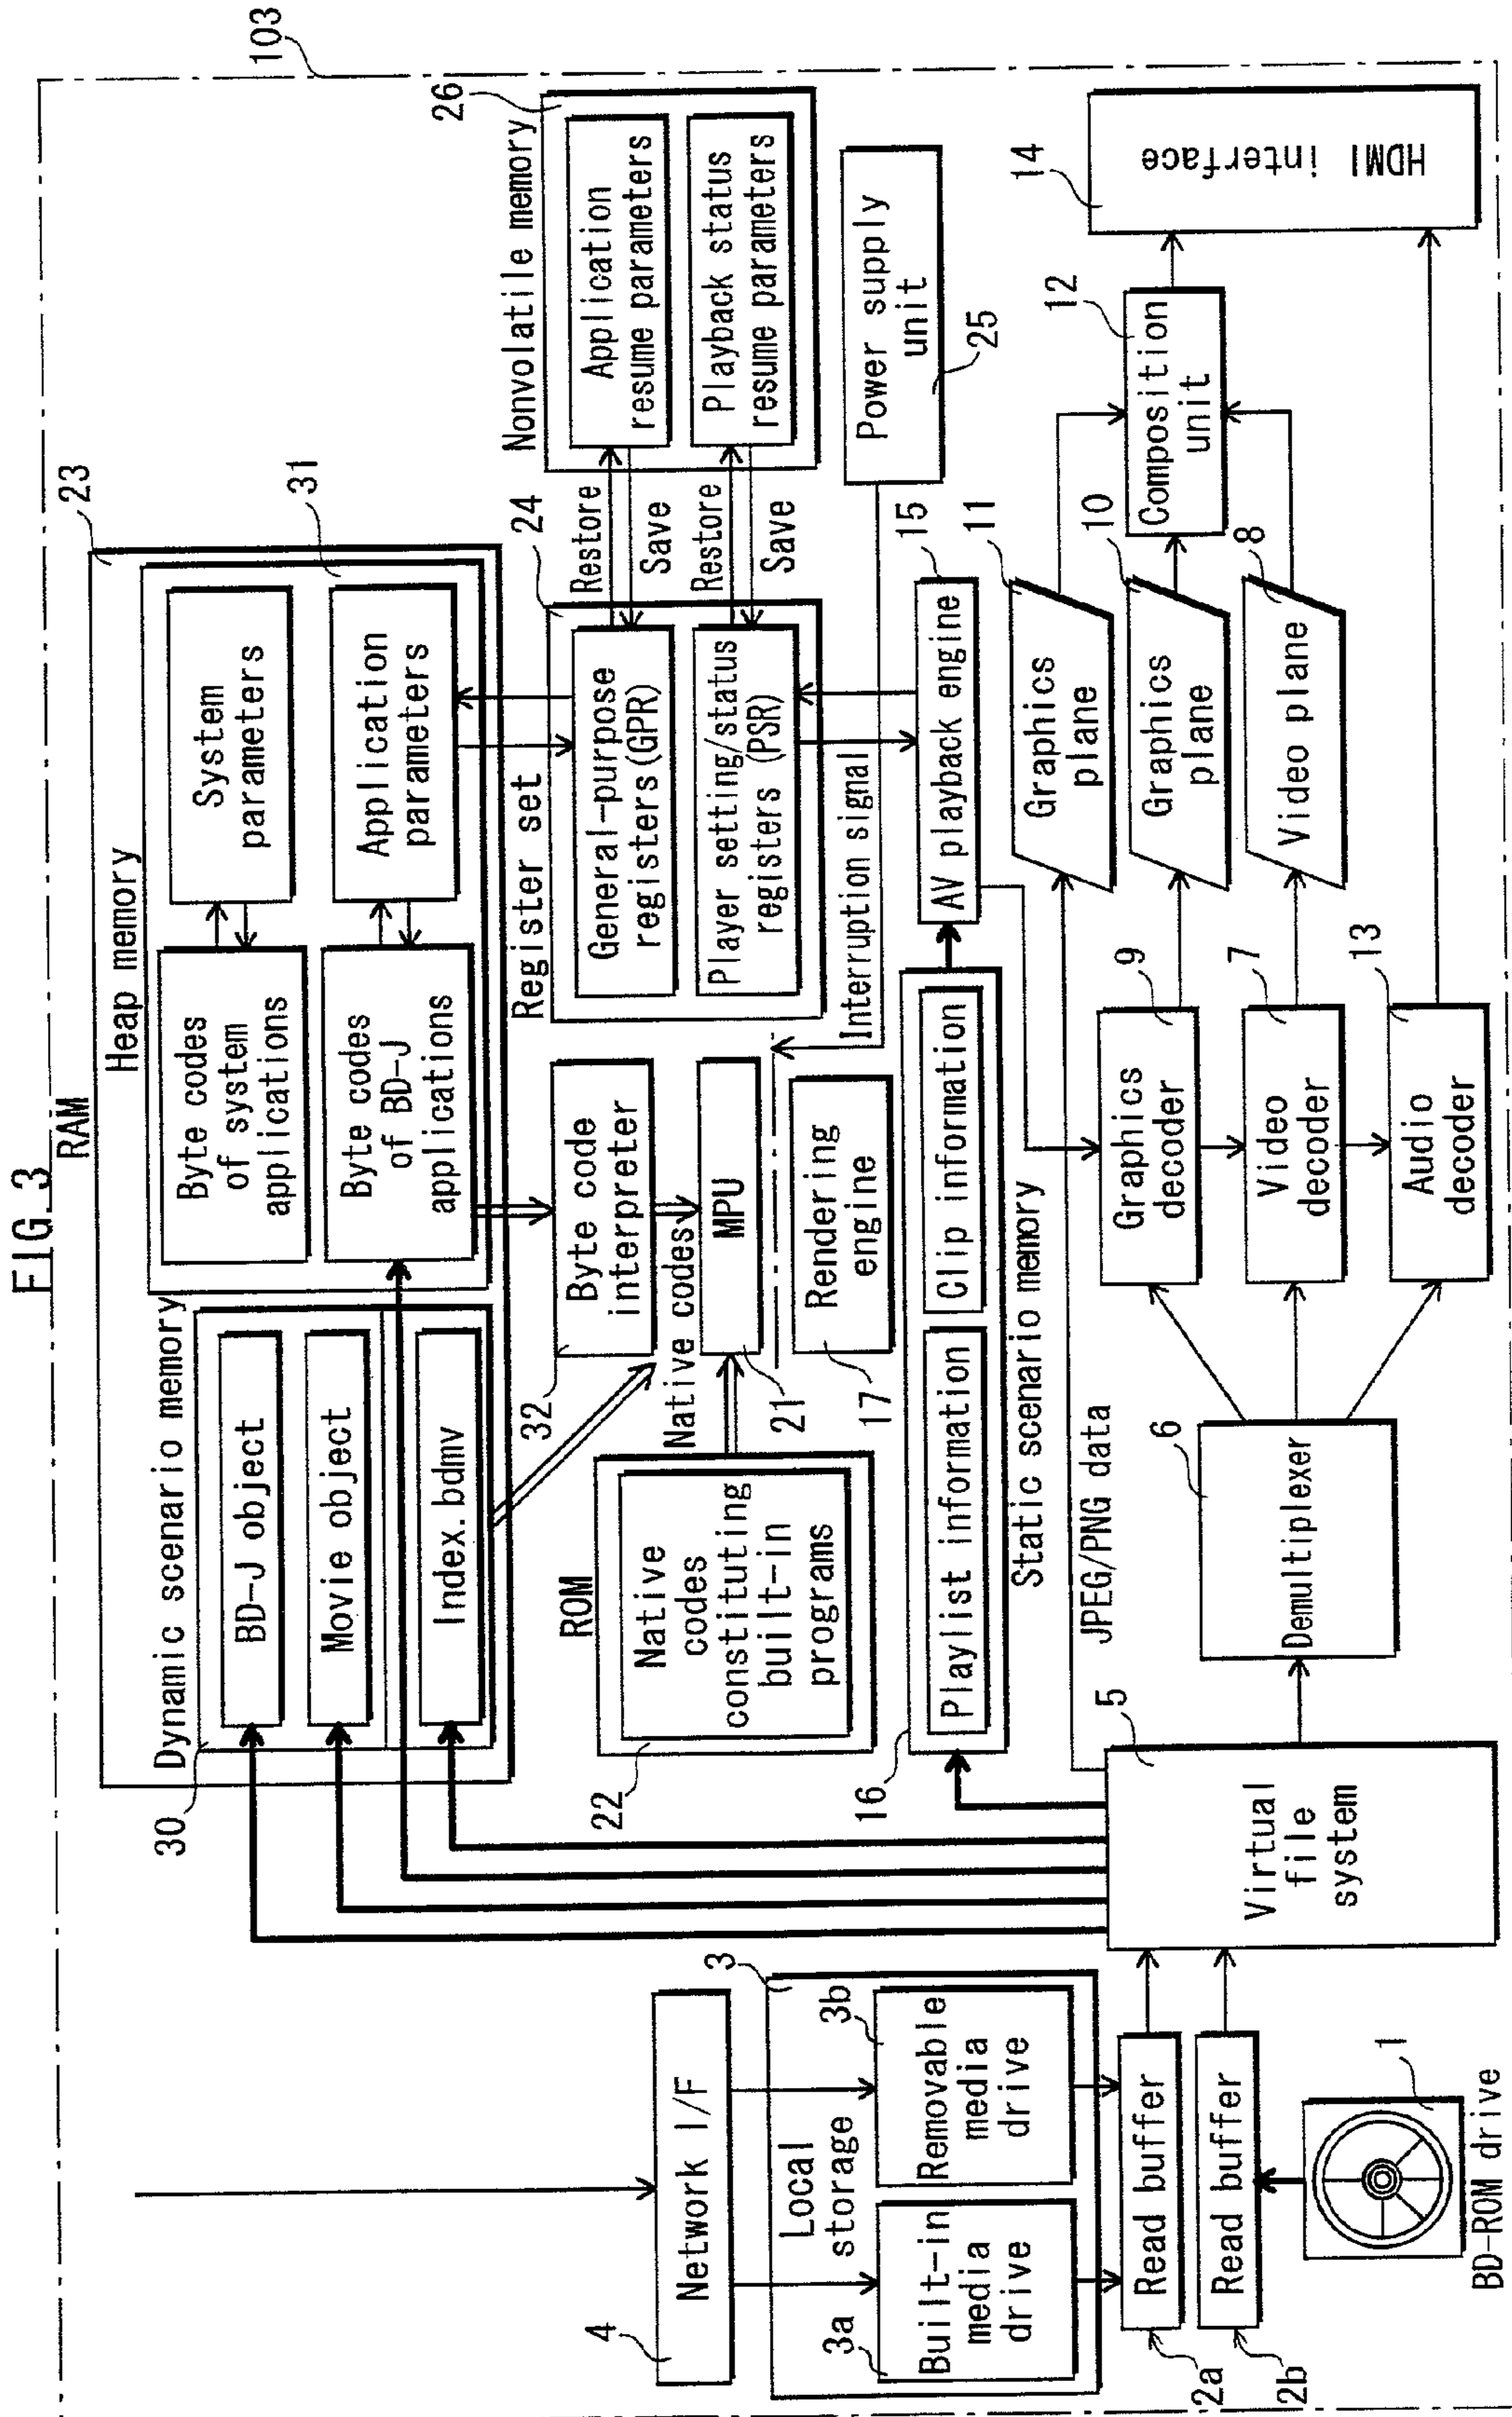 FIG.3
103
RAM
23
Dynamic scenario memory
30
BD-J object
Movie object
Index.bdmv
Heap memory
31
Byte codes
of system
applications
System
parameters
Byte codes
of BD-J
applications
Application
parameters
32
Byte code
interpreter
Native codes
MPU
21
ROM
22
Native
codes
constituting
built-in
programs
Rendering
engine
17
Register set
24
General-purpose
registers(GPR)
Player setting/status
registers (PSR)
Restore
Save
Restore
Save
Nonvolatile memory
26
Application
resume parameters
Playback status
resume parameters
Power supply
unit
25
Interruption signal
16
Playlist information
Clip information
Static scenario memory
AV playback engine
15
4
Network I/F
3
Local
storage
3a
Built-in
media
drive
3b
Removable
media
drive
2a
Read buffer
2b
Read buffer
1
BD-ROM drive
5
Virtual
file
system
JPEG/PNG data
6
Demultiplexer
Graphics
decoder
9
Video
decoder
7
Audio
decoder
13
Graphics
plane
11
Graphics
plane
10
Video plane
8
Composition
unit
12
14
HDMI interface